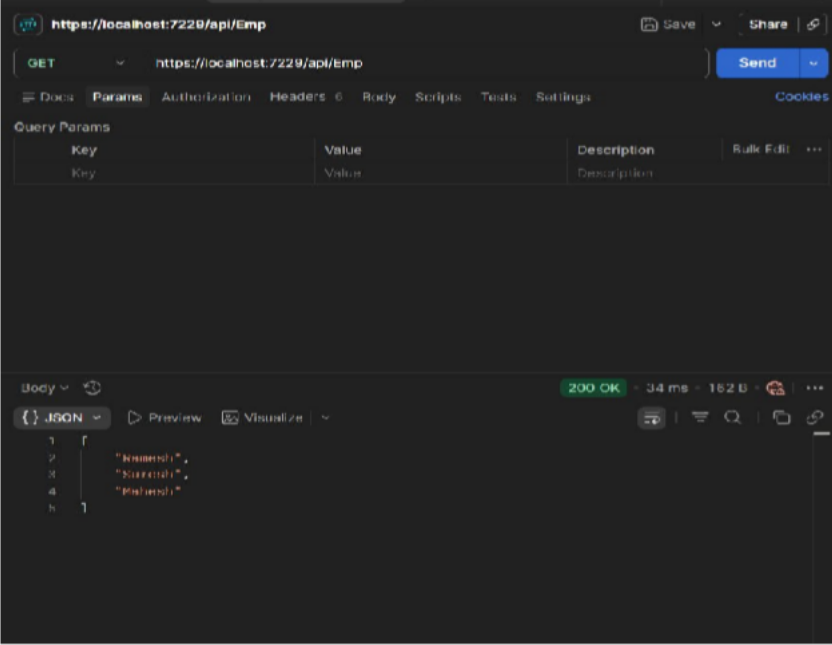 https://localhost:7229/api/Emp Save Share
GET https://localhost:7229/api/Emp Send
Docs Params Authorization Headers 6 Body Scripts Tests Settings Cookies
Query Params
Key Value Description Bulk Edit ...
Key Value Description
Body 200 OK 34 ms 162 B ...
{ } JSON Preview Visualize
1 [
2 "Ramesh",
3 "Suresh",
4 "Mahesh"
5 ]